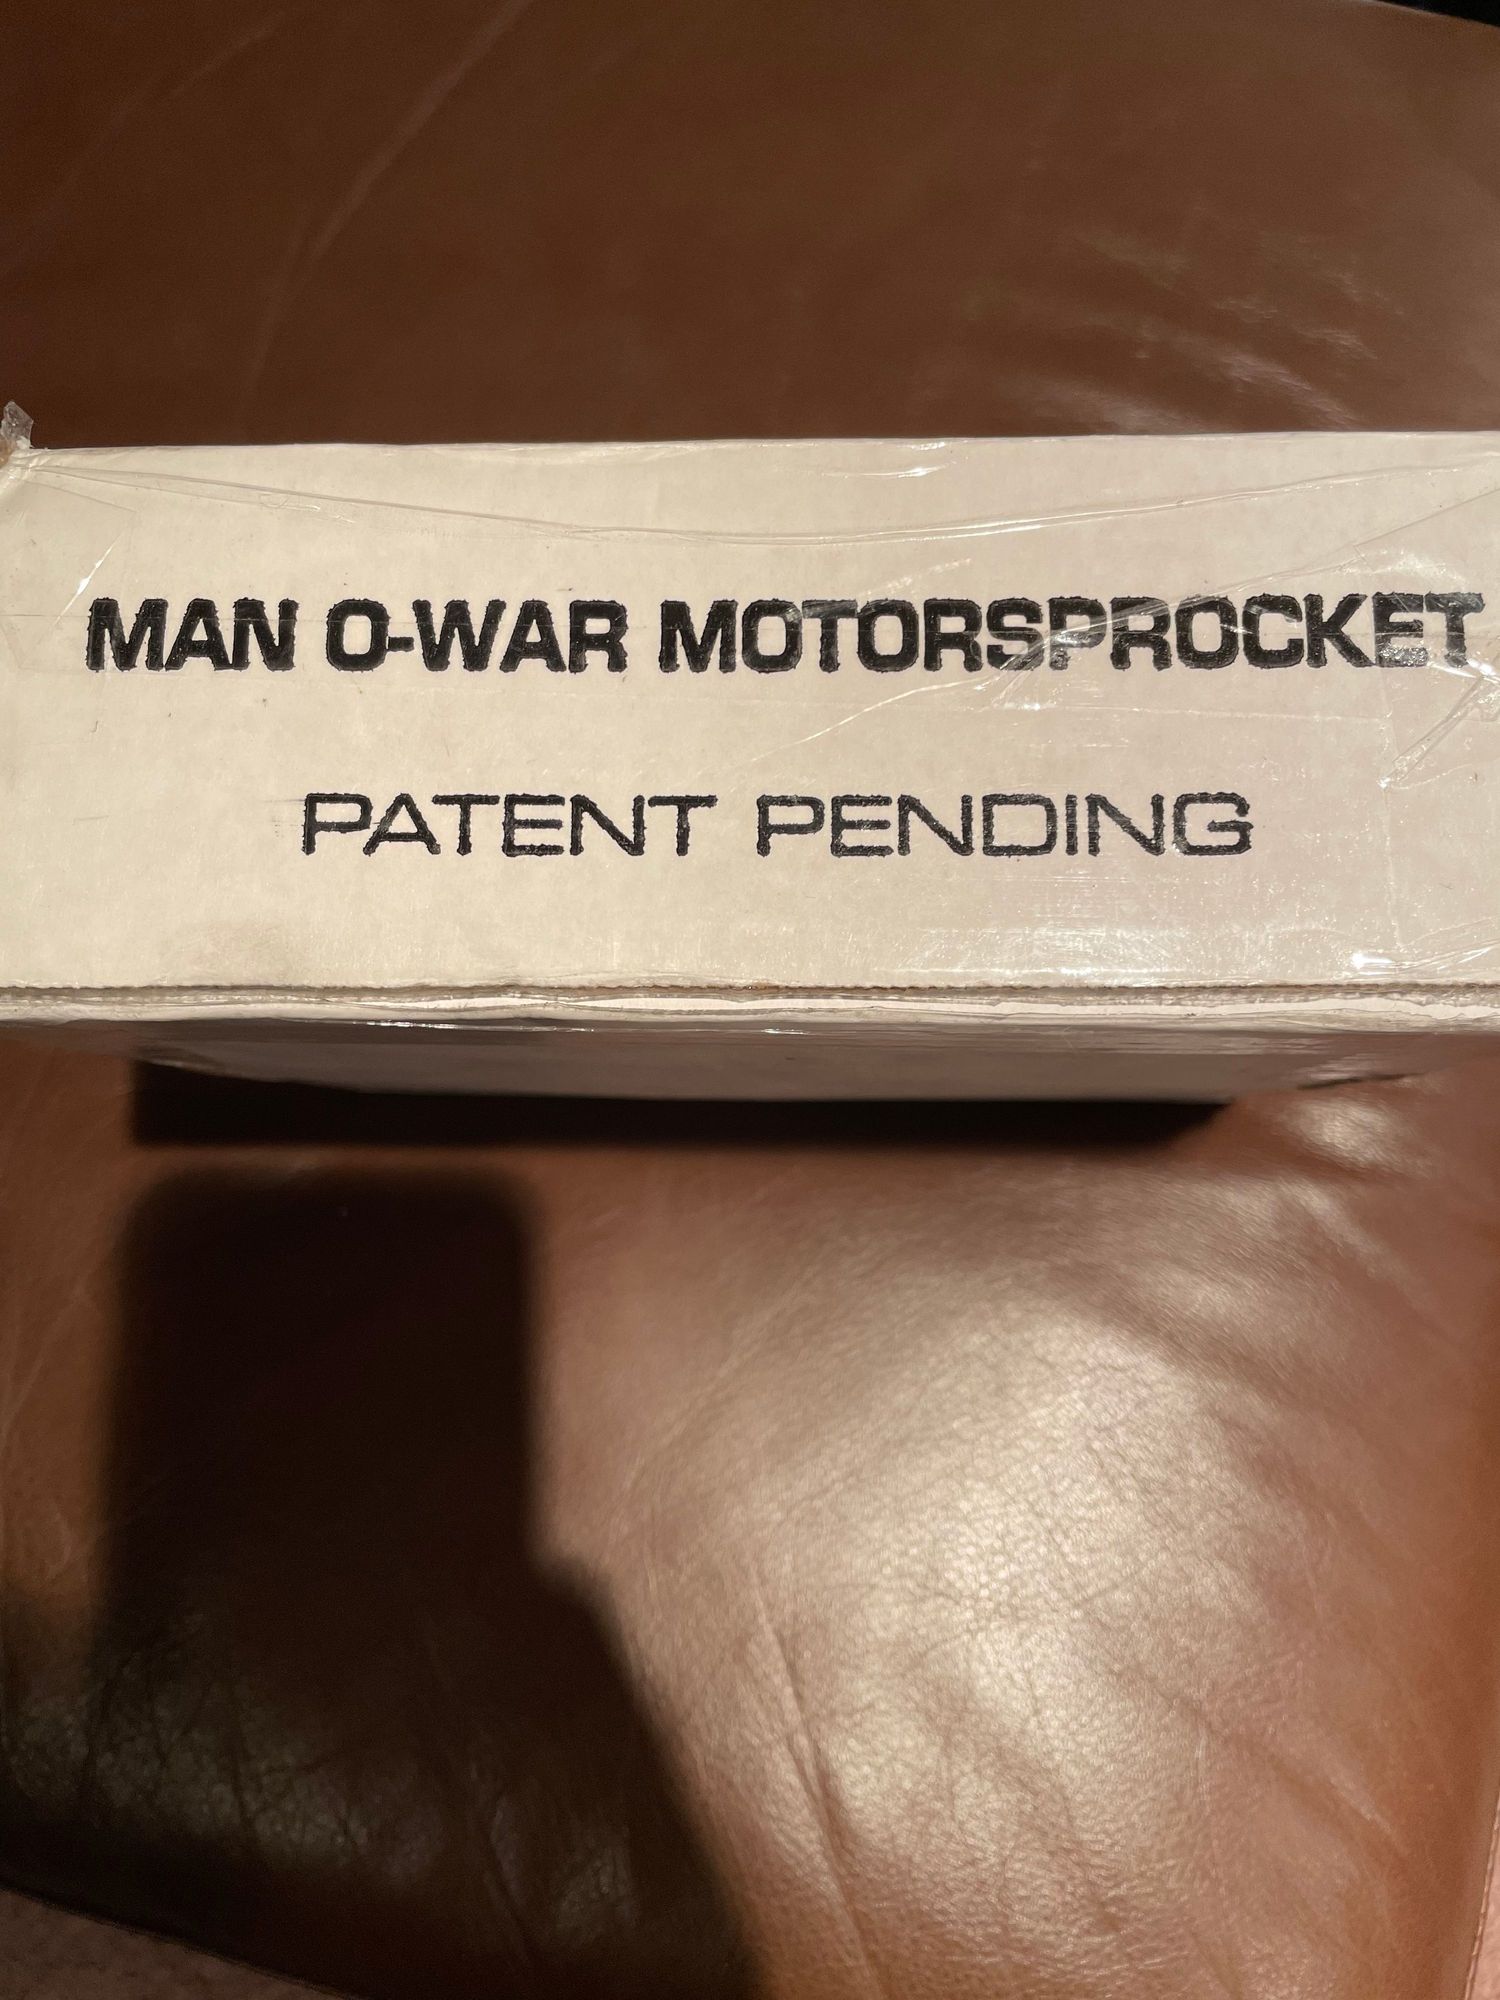 MAN O-WAR MOTORSPROCKET
PATENT PENDING